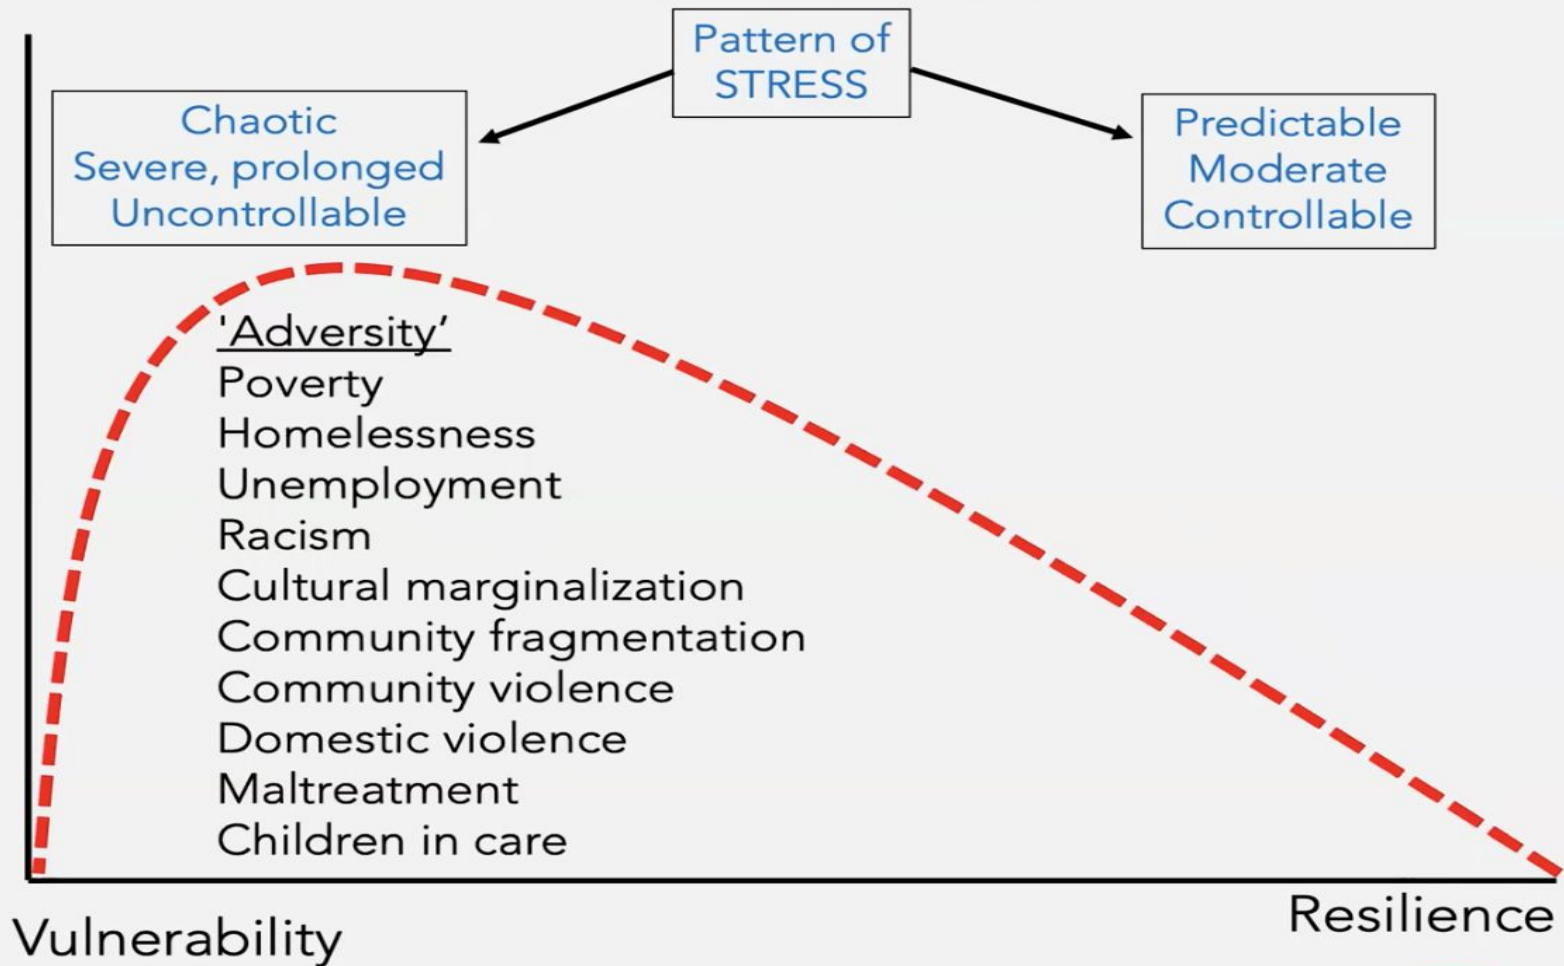 Pattern of
STRESS
Chaotic
Severe, prolonged
Uncontrollable
Predictable
Moderate
Controllable
'Adversity’
Poverty
Homelessness
Unemployment
Racism
Cultural marginalization
Community fragmentation
Community violence
Domestic violence
Maltreatment
Children in care
Vulnerability
Resilience